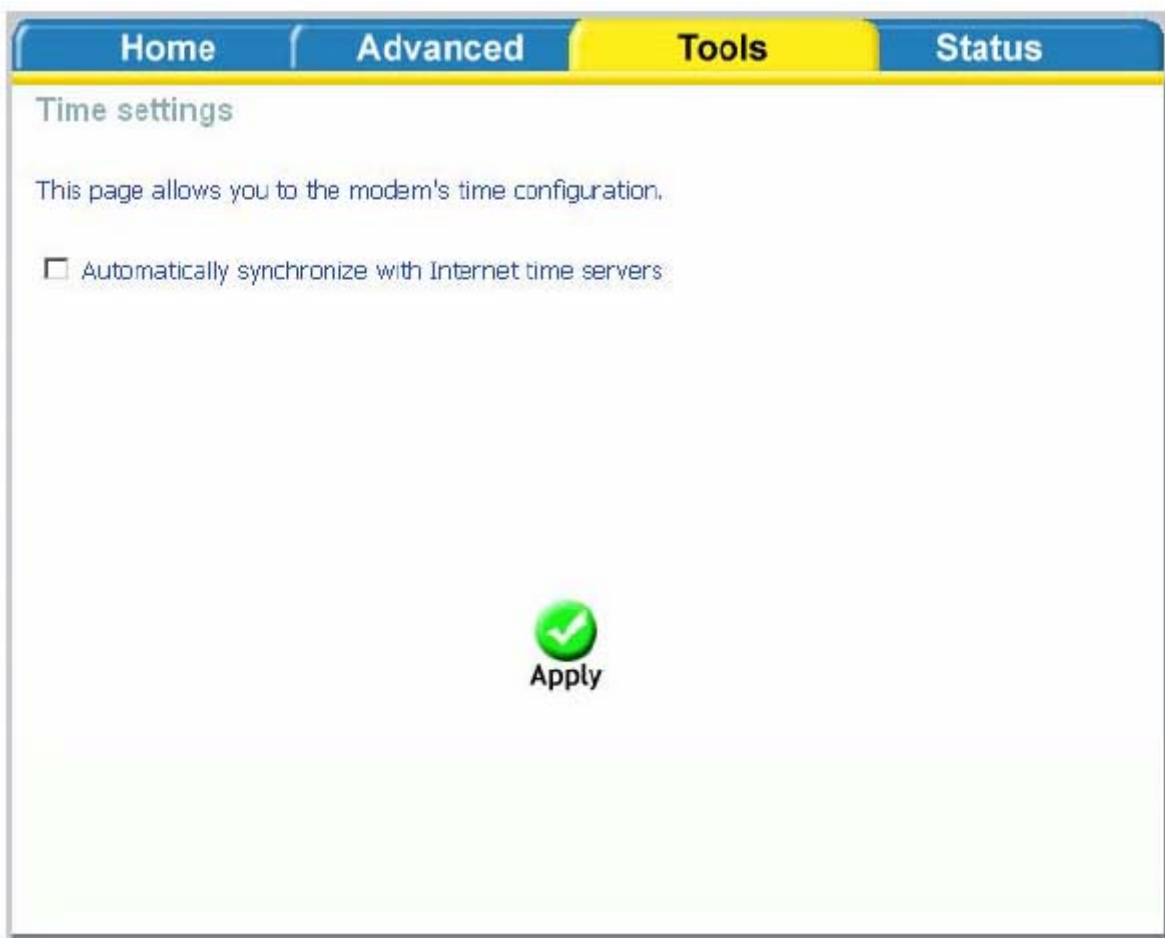 Home Advanced Tools Status
Time settings
This page allows you to the modem's time configuration.
Automatically synchronize with Internet time servers
Apply